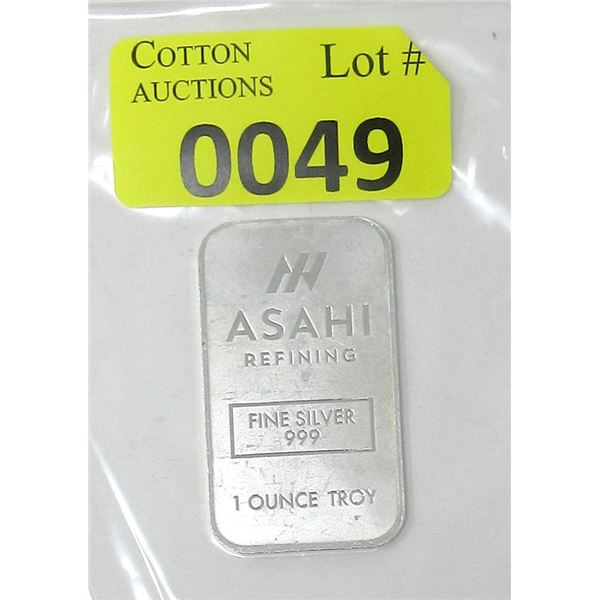 COTTON Lot #
AUCTIONS
0049
ASAHI
REFINING
FINE SILVER
999
1 OUNCE TROY